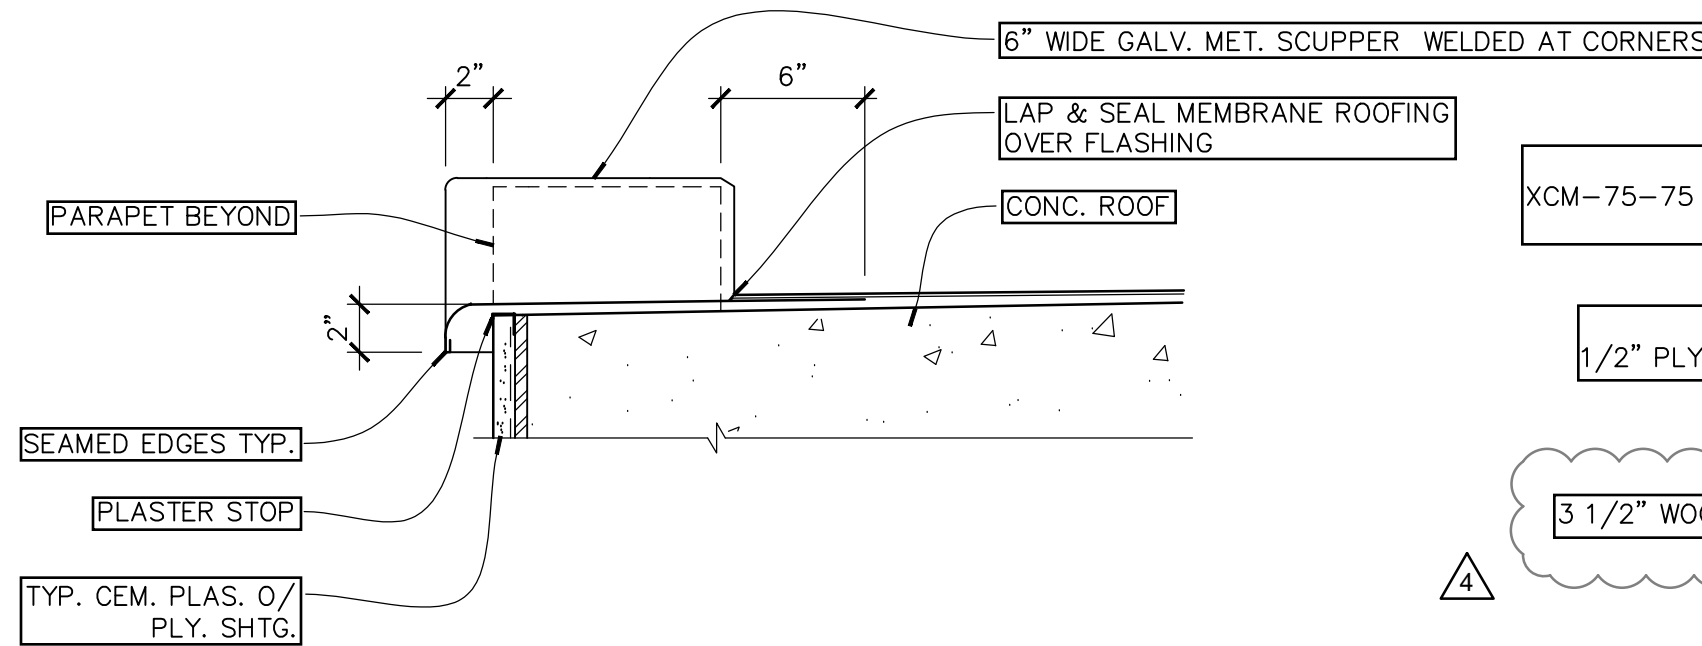 6” WIDE GALV. MET. SCUPPER WELDED AT CORNERS
2”
6”
LAP & SEAL MEMBRANE ROOFING
OVER FLASHING
CONC. ROOF
PARAPET BEYOND
XCM-75-75
2”
1/2” PLY
SEAMED EDGES TYP.
PLASTER STOP
3 1/2”
4
TYP. CEM. PLAS. O/
PLY. SHTG.